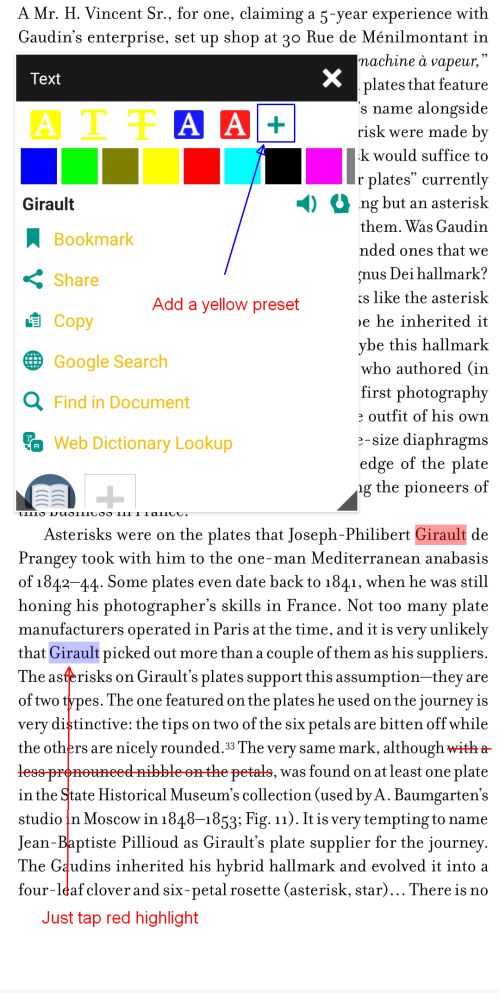 A Mr. H. Vincent Sr., for one, claiming a 5-year experience with
Gaudin's enterprise, set up shop at 30 Rue de Ménilmontant in
machine à vapeur,"
Text
plates that feature
A T T A A +
's name alongside
risk were made by
k would suffice to
r plates" currently
Girault
ng but an asterisk
them. Was Gaudin
Bookmark
nded ones that we
gnus Dei hallmark?
Share
ks like the asterisk
Add a yellow preset
Copy
be he inherited it
ybe this hallmark
Google Search
who authored (in
first photography
Find in Document
e outfit of his own
Web Dictionary Lookup
e-size diaphragms
edge of the plate
ng the pioneers of
this business in France.
Asterisks were on the plates that Joseph-Philibert Girault de
Prangey took with him to the one-man Mediterranean anabasis
of 1842–44. Some plates even date back to 1841, when he was still
honing his photographer's skills in France. Not too many plate
manufacturers operated in Paris at the time, and it is very unlikely
that Girault picked out more than a couple of them as his suppliers.
The asterisks on Girault's plates support this assumption—they are
of two types. The one featured on the plates he used on the journey is
very distinctive: the tips on two of the six petals are bitten off while
the others are nicely rounded.33 The very same mark, although with a
less pronounced nibble on the petals, was found on at least one plate
in the State Historical Museum's collection (used by A. Baumgarten's
studio in Moscow in 1848–1853; Fig. 11). It is very tempting to name
Jean-Baptiste Pillioud as Girault's plate supplier for the journey.
The Gaudins inherited his hybrid hallmark and evolved it into a
four-leaf clover and six-petal rosette (asterisk, star)… There is no
Just tap red highlight